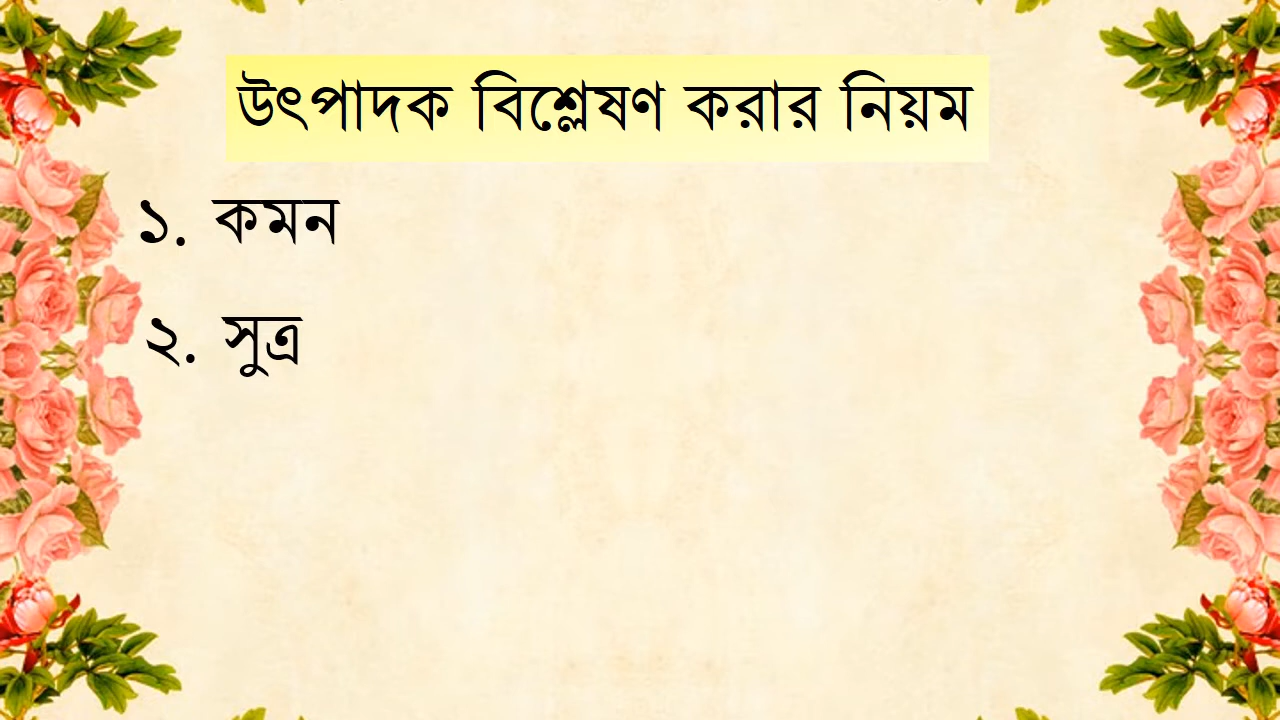 উৎপাদক বিশ্লেষণ করার নিয়ম
১. কমন
২. সুত্র